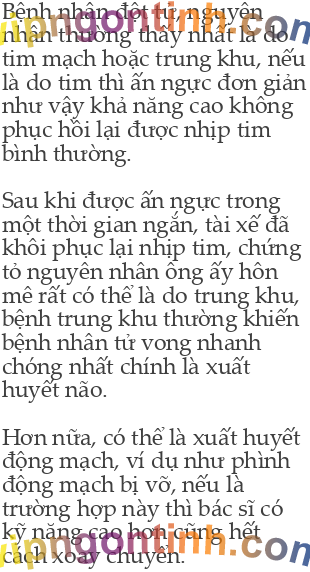 Bệnh nhân đột tử, nguyên
nhân thường thấy nhất là do
tim mạch hoặc trung khu, nếu
là do tim thì ấn ngực đơn giản
như vậy khả năng cao không
phục hồi lại được nhịp tim
bình thường.
Sau khi được ấn ngực trong
một thời gian ngắn, tài xế đã
khôi phục lại nhịp tim, chứng
tỏ nguyên nhân ông ấy hôn
mê rất có thể là do trung khu,
bệnh trung khu thường khiến
bệnh nhân tử vong nhanh
chóng nhất chính là xuất
huyết não.
Hơn nữa, có thể là xuất huyết
động mạch, ví dụ như phình
động mạch bị vỡ, nếu là
trường hợp này thì bác sĩ có
kỹ năng cao hơn cũng hết
cách xoay chuyển.
vipngontinh.com
vipngontinh.com